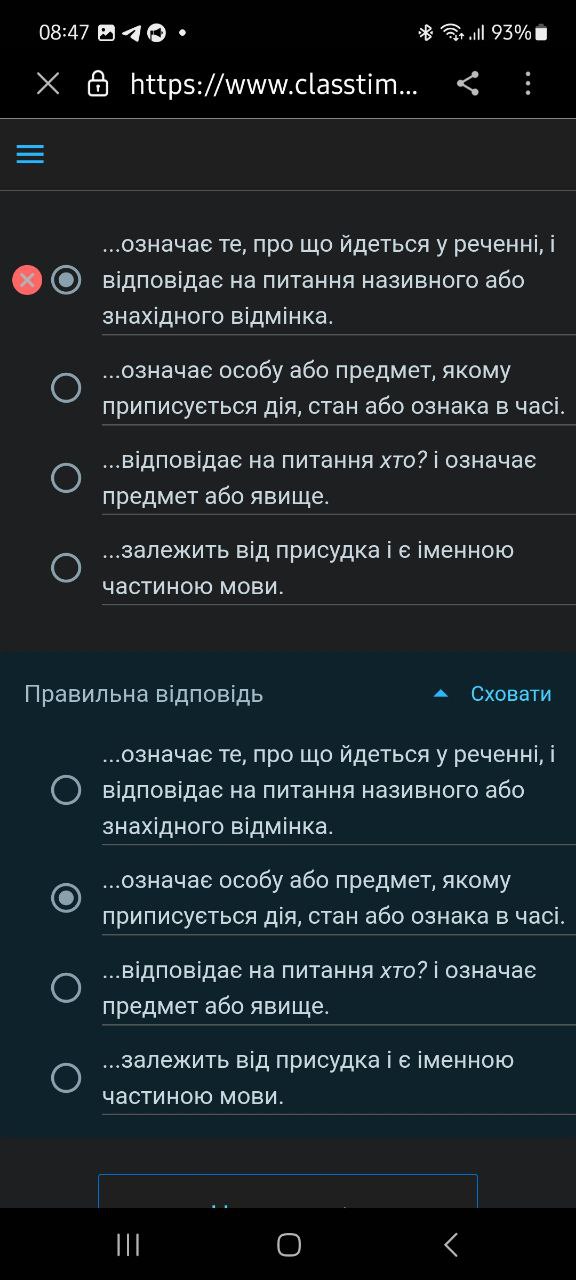 08:47
93%
https://www.classtim...
...означає те, про що йдеться у реченні, і
відповідає на питання називного або
знахідного відмінка.
...означає особу або предмет, якому
приписується дія, стан або ознака в часі.
...відповідає на питання хто? і означає
предмет або явище.
...залежить від присудка і є іменною
частиною мови.
Правильна відповідь
Сховати
...означає те, про що йдеться у реченні, і
відповідає на питання називного або
знахідного відмінка.
...означає особу або предмет, якому
приписується дія, стан або ознака в часі.
...відповідає на питання хто? і означає
предмет або явище.
...залежить від присудка і є іменною
частиною мови.